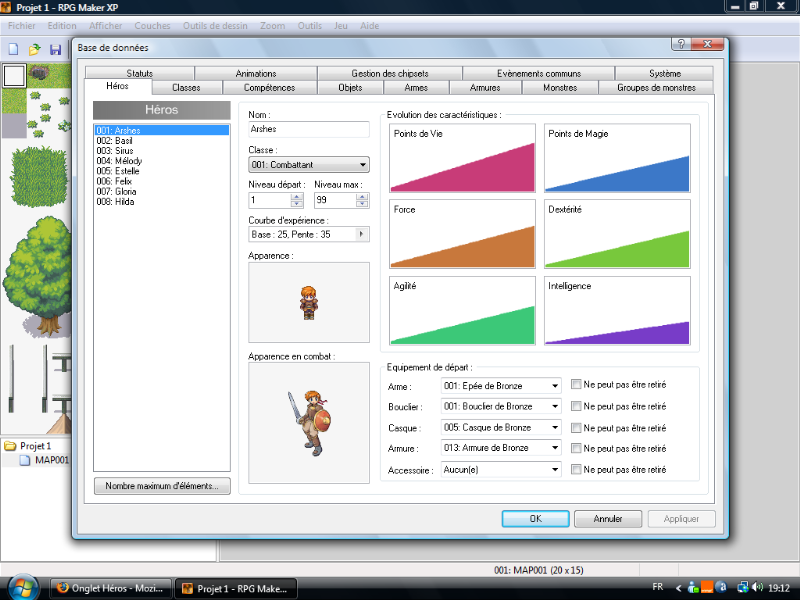 Projet 1 - RPG Maker XP
Fichier Edition Afficher Couches Outils de dessin Zoom Outils Jeu Aide
Base de données
Statuts Animations Gestion des chipsets Evènements communs Système
Héros Classes Compétences Objets Armes Armures Monstres Groupes de monstres
Héros
001: Arshes
002: Basil
003: Sirus
004: Mélody
005: Estelle
006: Felix
007: Gloria
008: Hilda
Nombre maximum d'éléments...
Nom :
Arshes
Classe :
001: Combattant
Niveau départ : Niveau max :
1 99
Courbe d'expérience :
Base : 25, Pente : 35
Apparence :
Apparence en combat :
Evolution des caractéristiques :
Points de Vie Points de Magie
Force Dextérité
Agilité Intelligence
Equipement de départ :
Arme : 001: Epée de Bronze Ne peut pas être retiré
Bouclier : 001: Bouclier de Bronze Ne peut pas être retiré
Casque : 005: Casque de Bronze Ne peut pas être retiré
Armure : 013: Armure de Bronze Ne peut pas être retiré
Accessoire : Aucun(e) Ne peut pas être retiré
OK Annuler Appliquer
Projet 1
MAP001
001: MAP001 (20 x 15)
Onglet Héros - Mozi... Projet 1 - RPG Make... FR 19:12